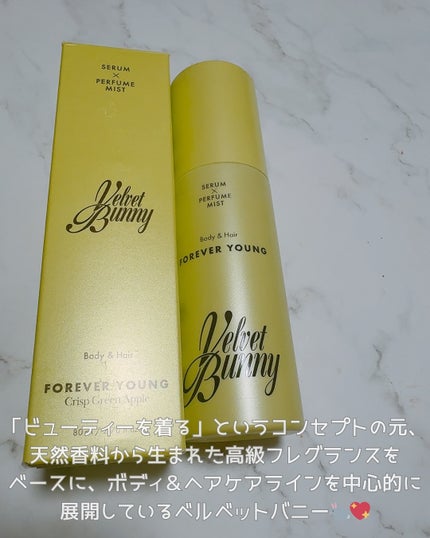 SERUM
×
PERFUME
MIST
Velvet
Bunny
Body & Hair
FOREVER YOUNG
Crisp Green Apple
SERUM
×
PERFUME
MIST
Body & Hair
FOREVER YOUNG
Velvet
Bunny
「ビューティーを着る」というコンセプトの元、
天然香料から生まれた高級フレグランスを
ベースに、ボディ&ヘアケアラインを中心的に
展開しているベルベットバニー💖